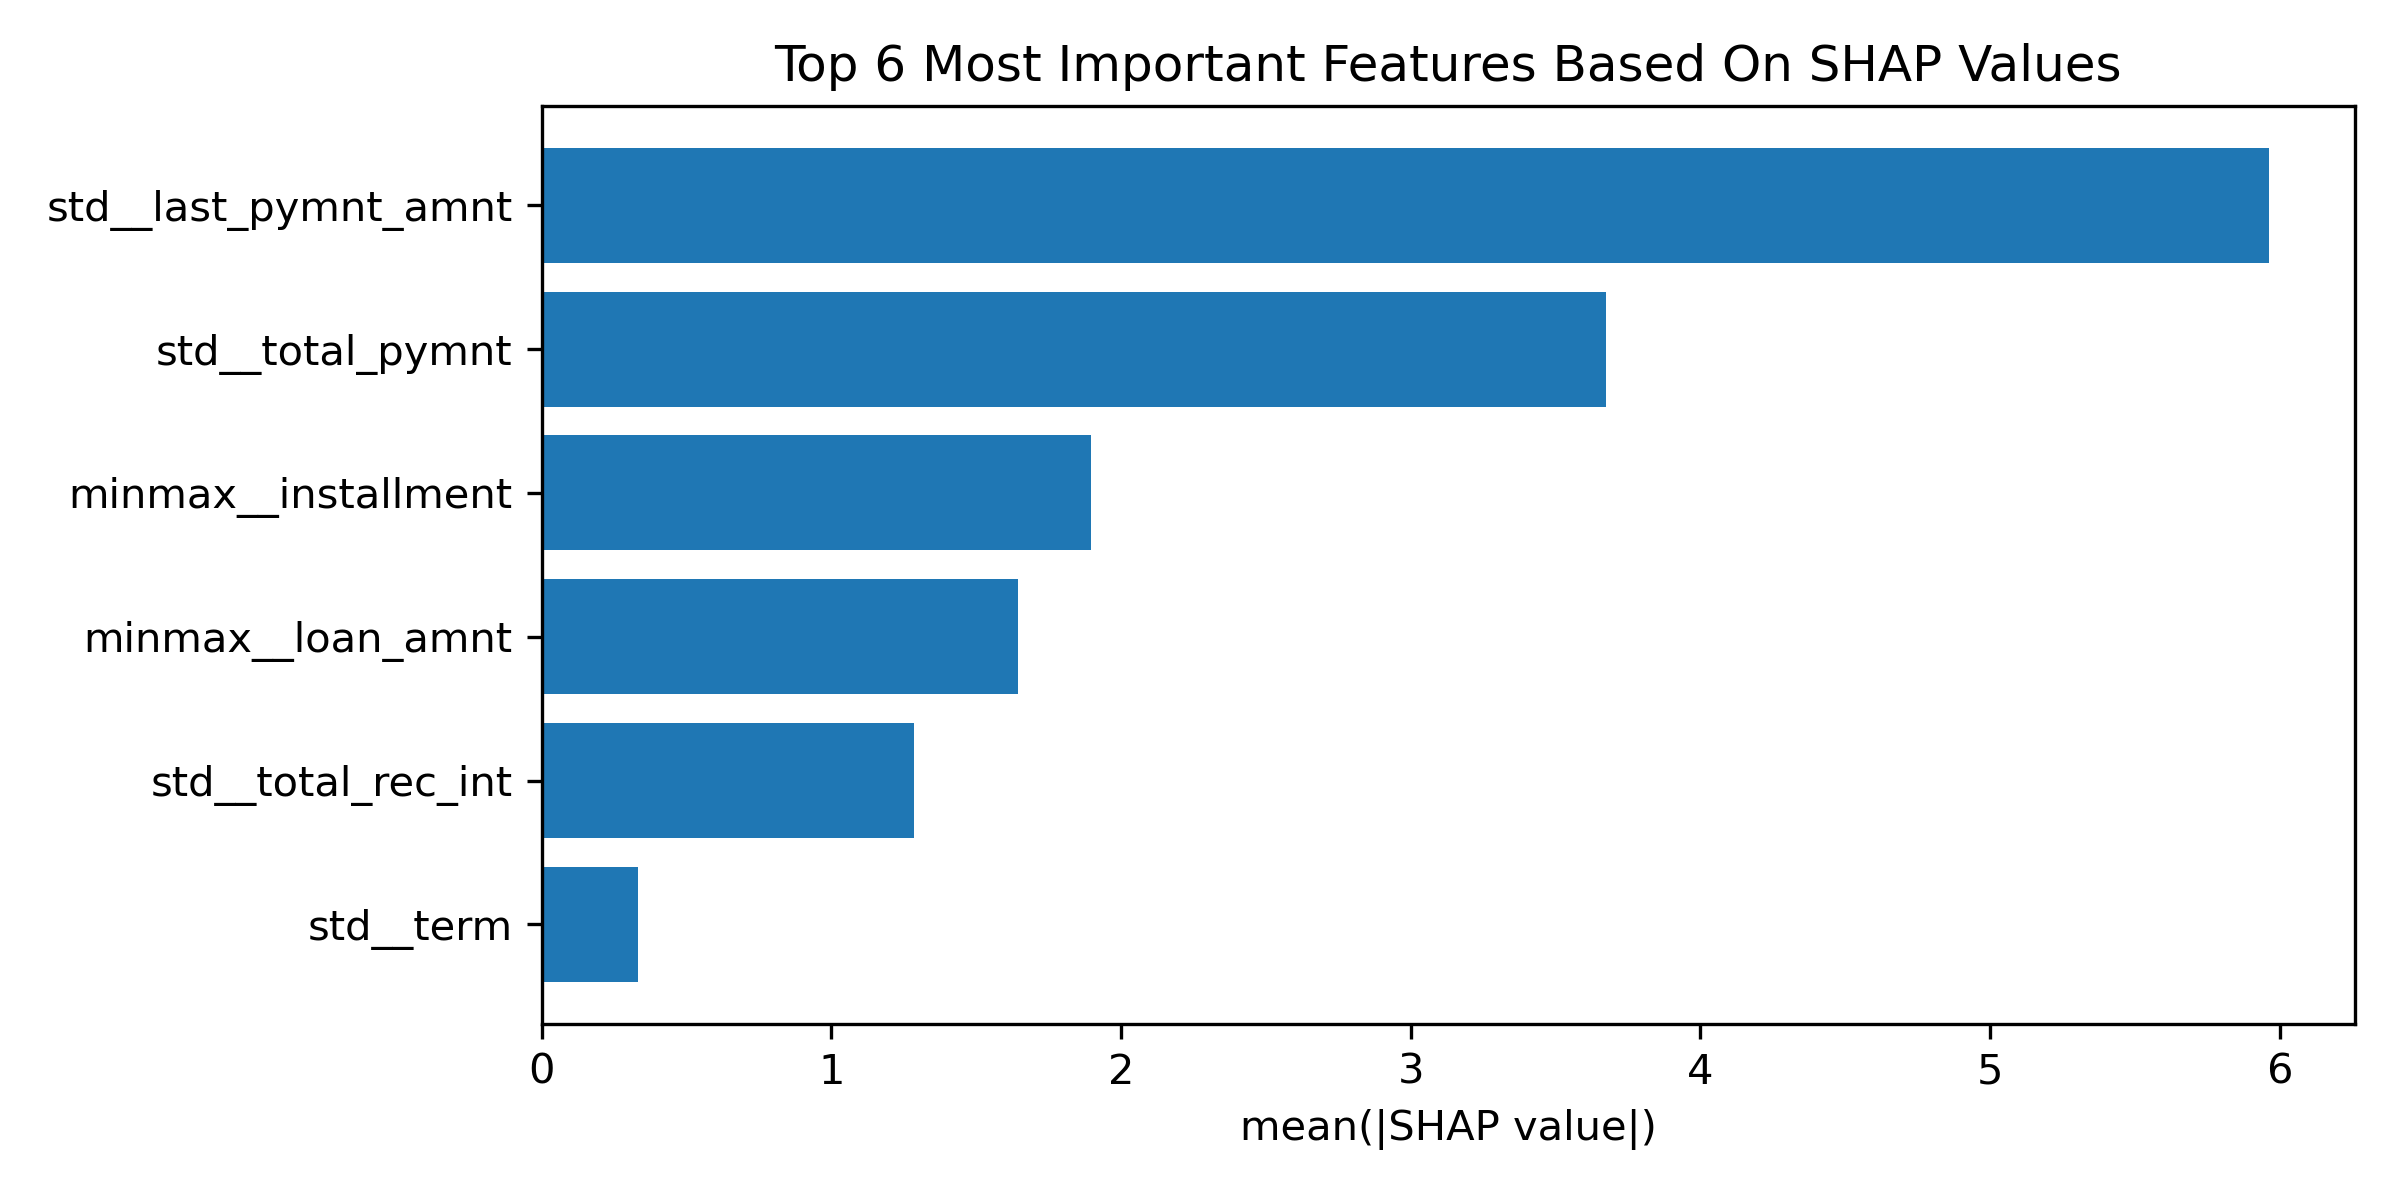 Top 6 Most Important Features Based On SHAP Values
std__last_pymnt_amnt
std__total_pymnt
minmax__installment
minmax__loan_amnt
std__total_rec_int
std__term
0 1 2 3 4 5 6
mean(|SHAP value|)